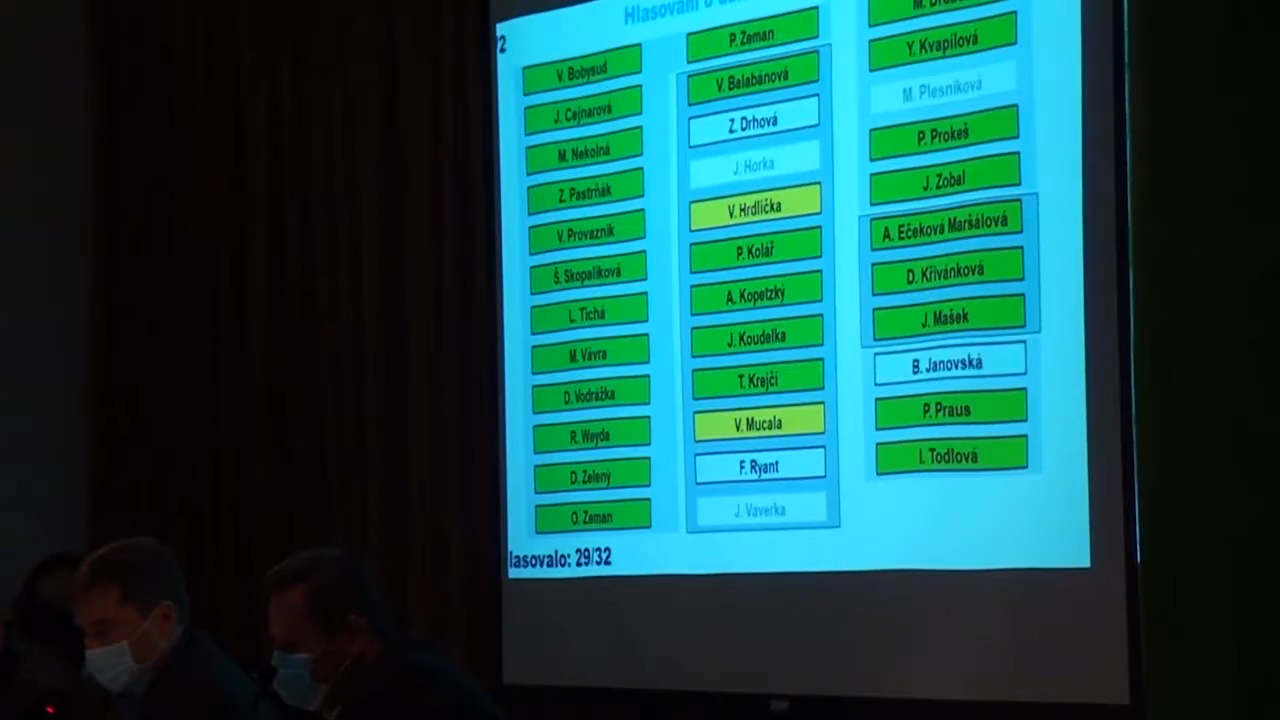 Hlasování o
/2
V. Bobysud
J. Cejnarová
M. Nekolná
Z. Pastrňák
V. Provazník
Š. Skopalíková
L. Tichá
M. Vávra
D. Vodrážka
R. Weyda
D. Zelený
O. Zeman
P. Zeman
V. Balabánová
Z. Drhová
J. Horka
V. Hrdlička
P. Kolář
A. Kopetzký
J. Koudelka
T. Krejčí
V. Mucala
F. Ryant
J. Vaverka
M.
Y. Kvapilová
M. Plesníková
P. Prokeš
J. Zobal
A. Ečeková Maršálová
D. Křivánková
J. Mašek
B. Janovská
P. Praus
I. Todlová
lasovalo: 29/32